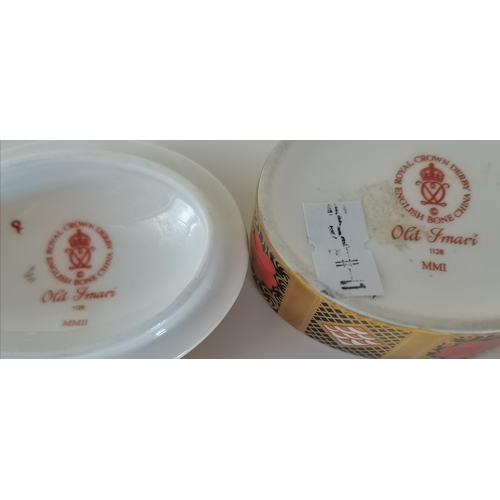 ROYAL CROWN DERBY
©
ENGLISH BONE CHINA
Old Imari
1128
MMII
ROYAL CROWN DERBY
©
ENGLISH BONE CHINA
Old Imari
1128
MMI